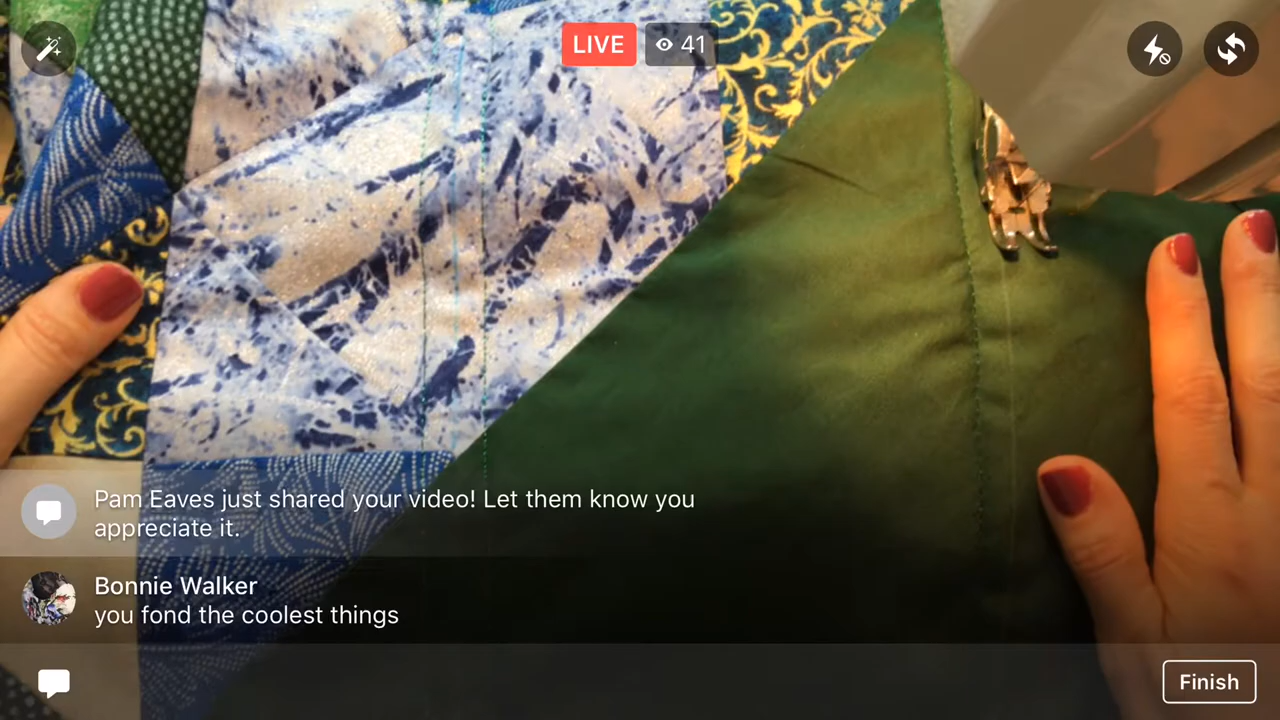 LIVE
41
Pam Eaves just shared your video! Let them know you
appreciate it.
Bonnie Walker
you fond the coolest things
Finish